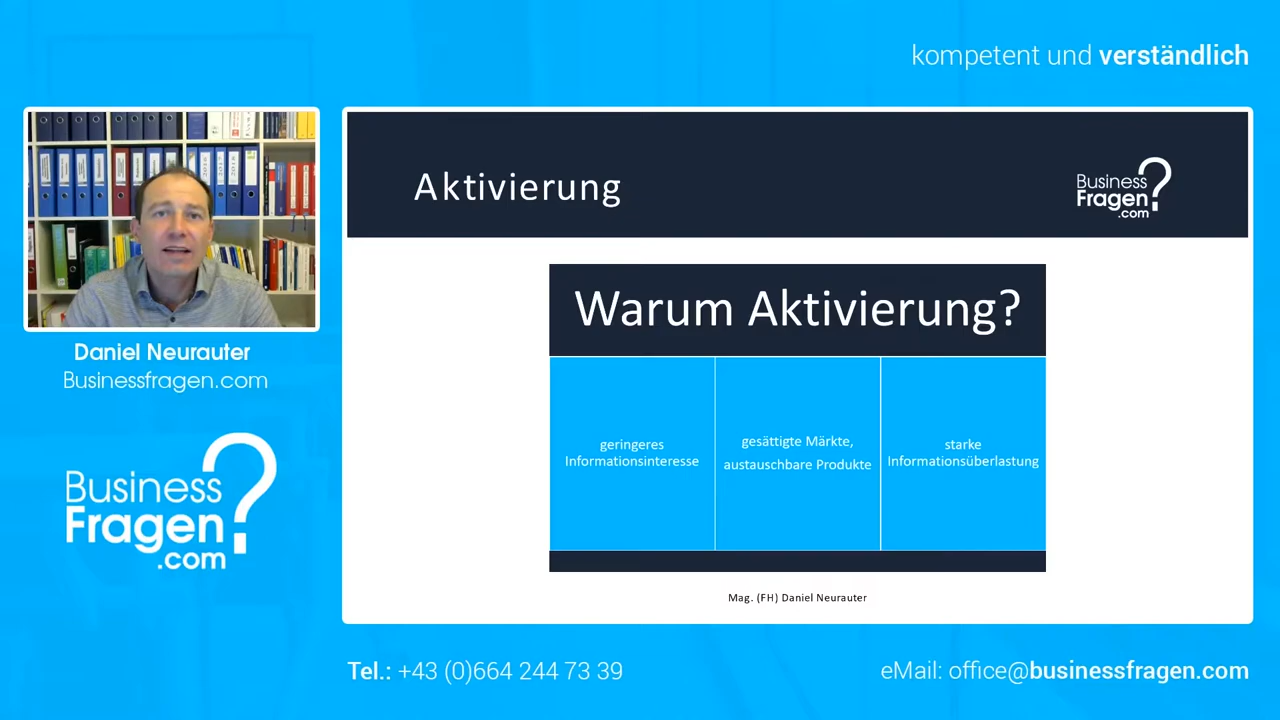 kompetent und verständlich
Aktivierung
Business
Fragen?
.com
Warum Aktivierung?
geringeres
Informationsinteresse
gesättigte Märkte,
austauschbare Produkte
starke
Informationsüberlastung
Mag. (FH) Daniel Neurauter
Daniel Neurauter
Businessfragen.com
Business
Fragen?
.com
Tel.: +43 (0)664 244 73 39
eMail: office@businessfragen.com